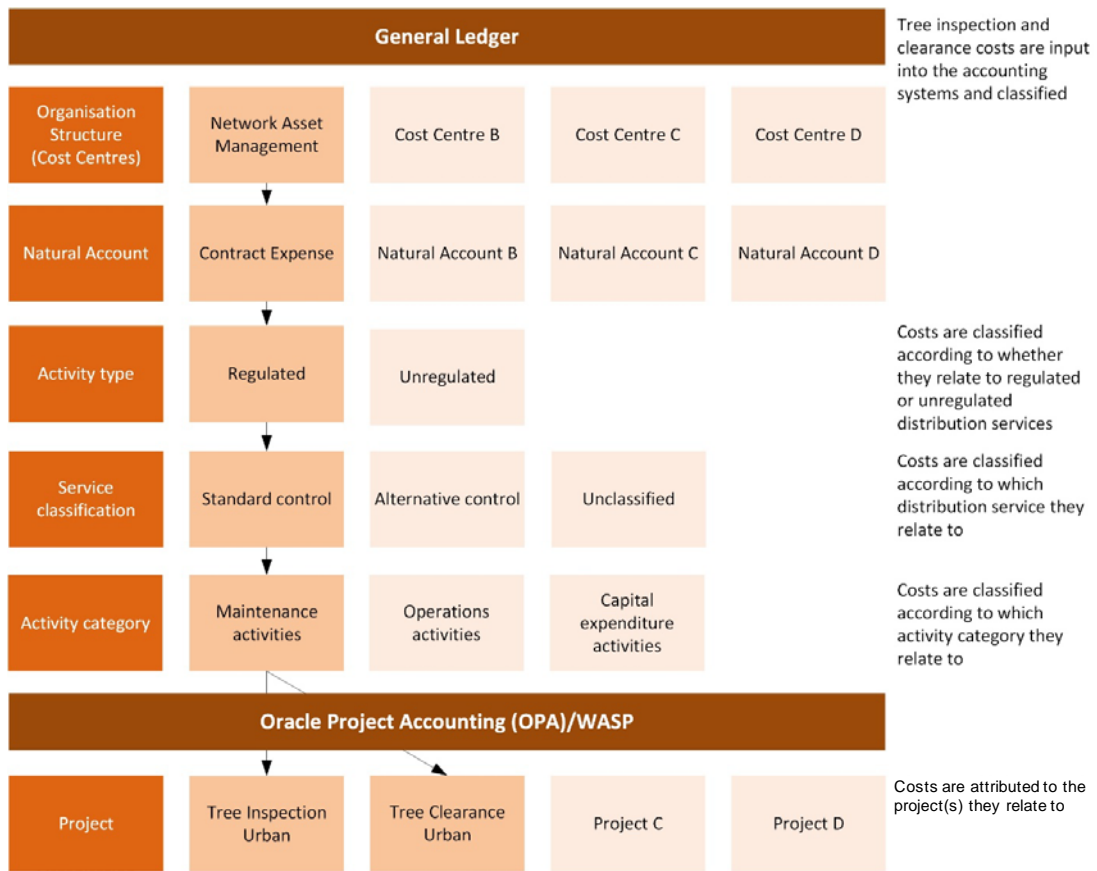 General Ledger
Tree inspection and
clearance costs are input
into the accounting
systems and classified
Organisation
Structure
(Cost Centres)
Network Asset
Management
Cost Centre B
Cost Centre C
Cost Centre D
Natural Account
Contract Expense
Natural Account B
Natural Account C
Natural Account D
Activity type
Regulated
Unregulated
Costs are classified
according to whether
they relate to regulated
or unregulated
distribution services
Service
classification
Standard control
Alternative control
Unclassified
Costs are classified
according to which
distribution service they
relate to
Activity category
Maintenance
activities
Operations
activities
Capital
expenditure
activities
Costs are classified
according to which
activity category they
relate to
Oracle Project Accounting (OPA)/WASP
Project
Tree Inspection
Urban
Tree Clearance
Urban
Project C
Project D
Costs are attributed to the
project(s) they relate to